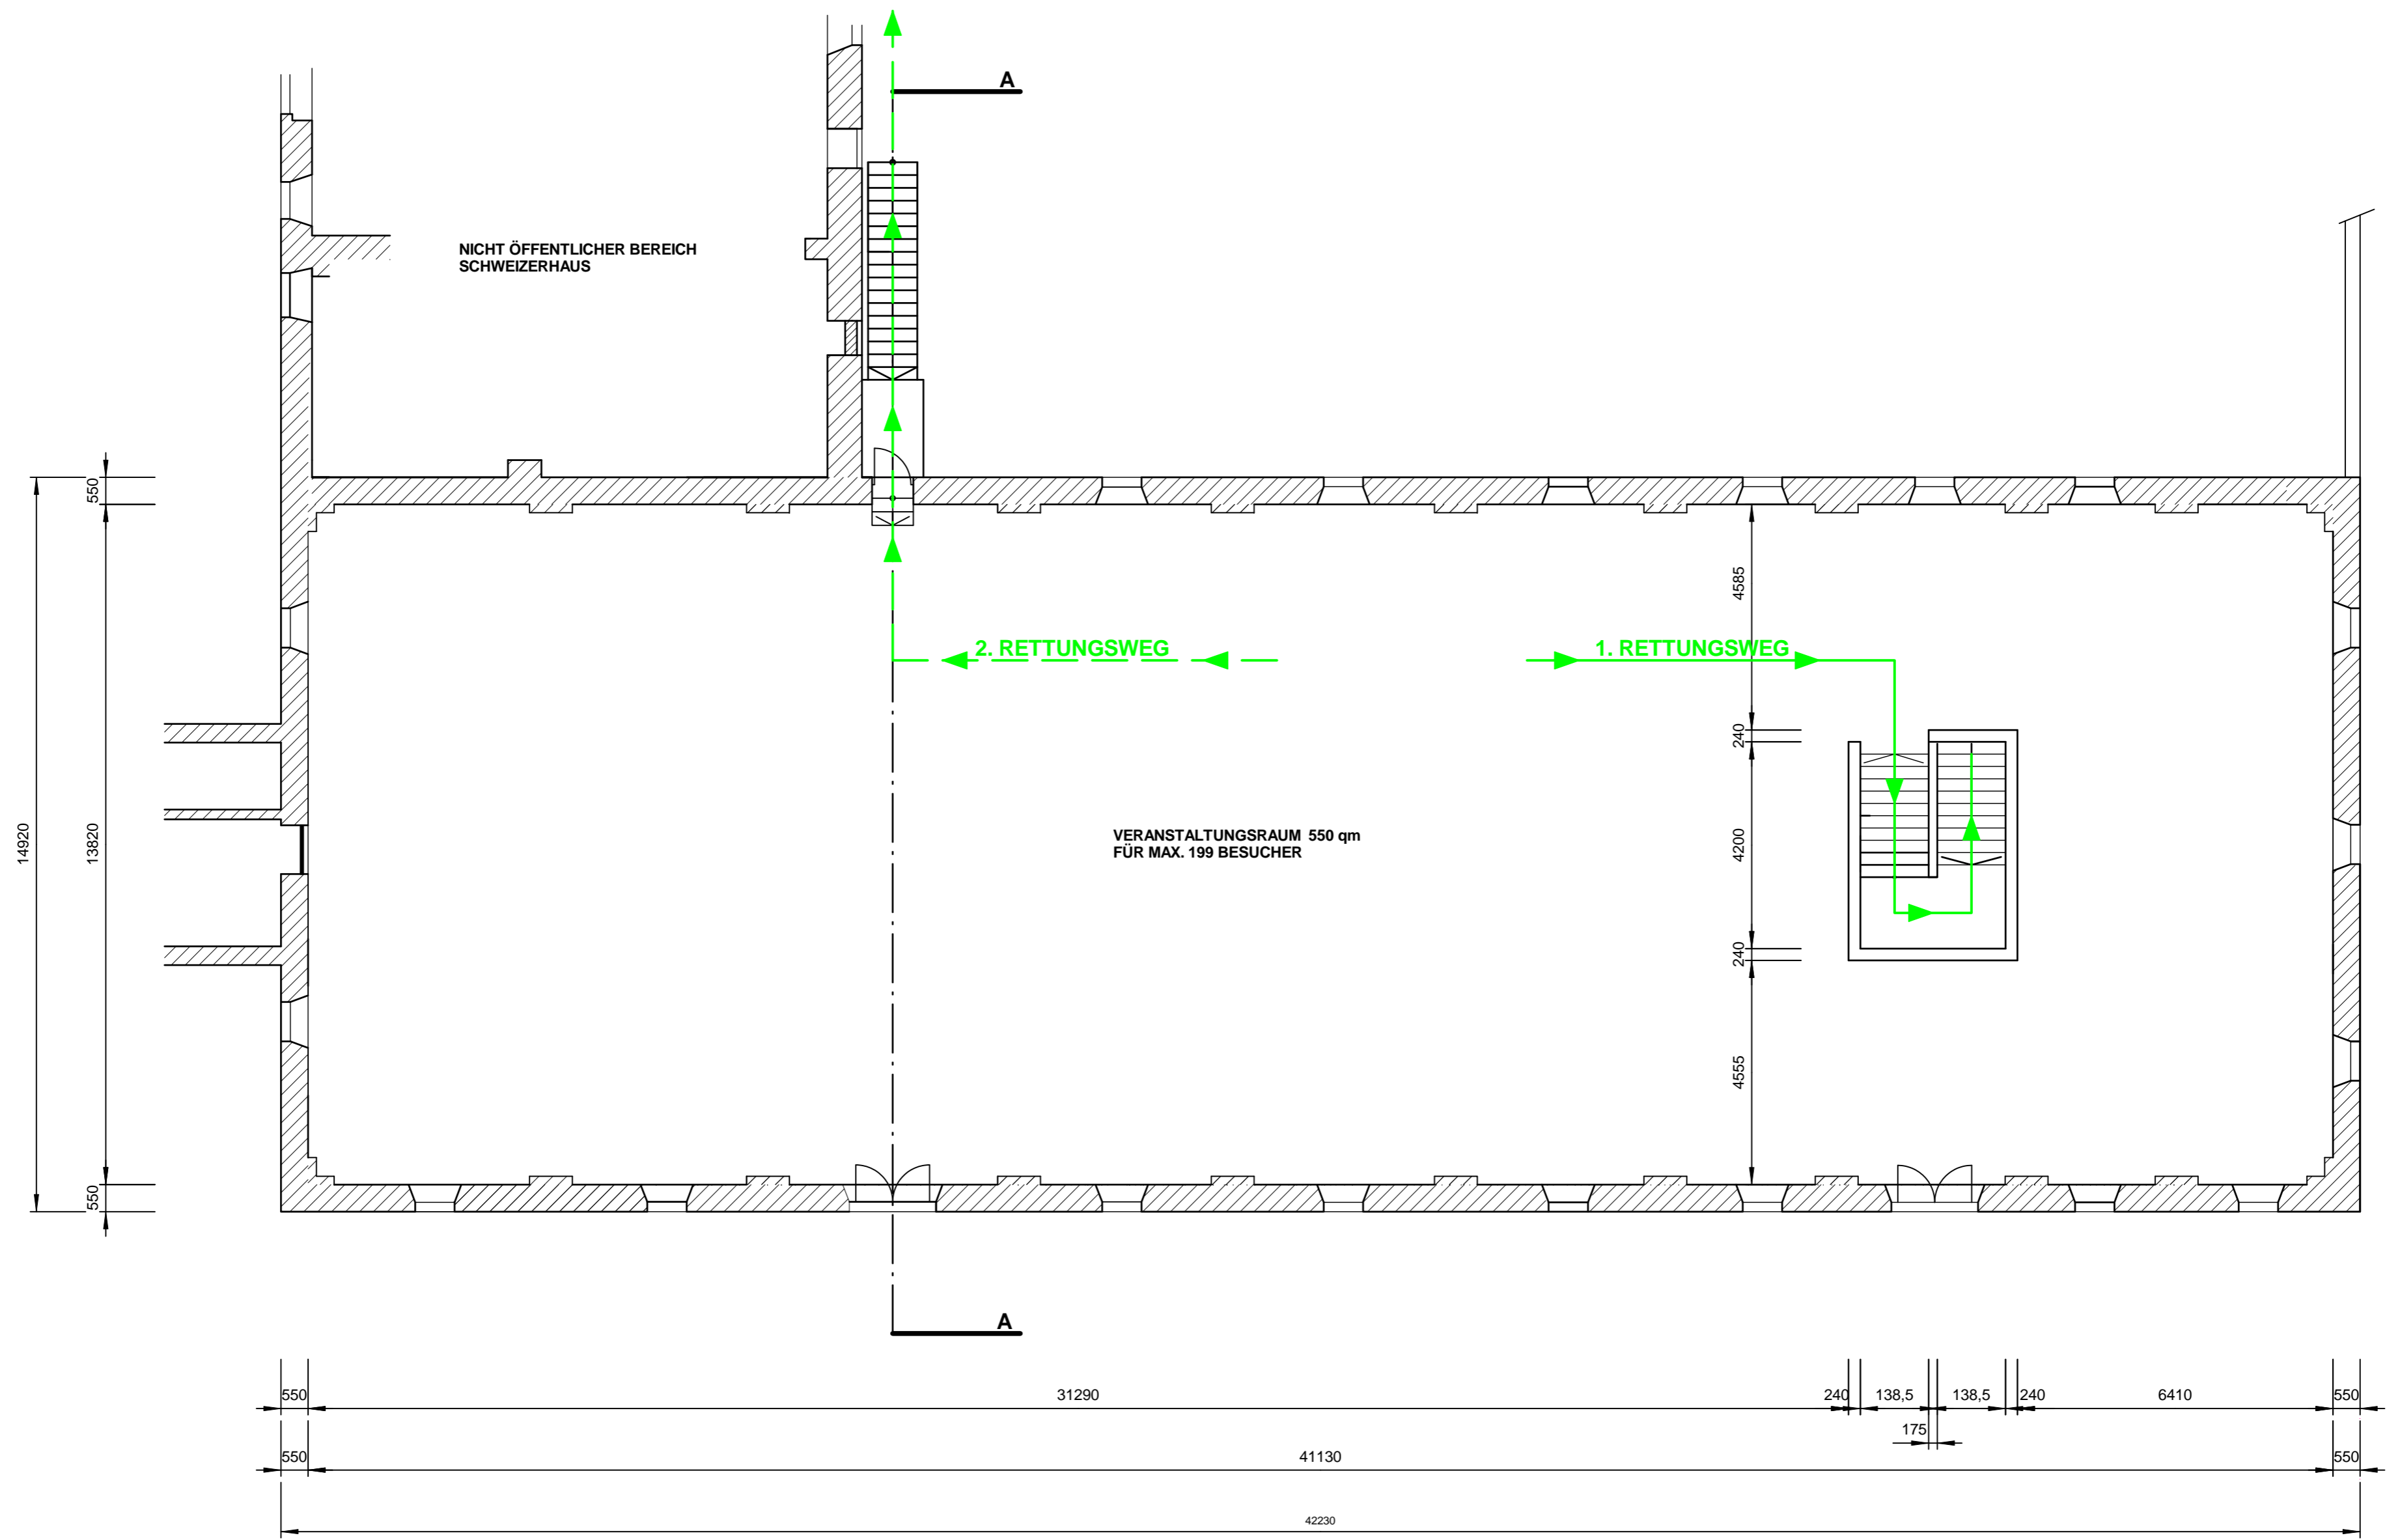 A
NICHT ÖFFENTLICHER BEREICH
SCHWEIZERHAUS
550
4585
2. RETTUNGSWEG
1. RETTUNGSWEG
240
14920
13820
4200
VERANSTALTUNGSRAUM 550 qm
FÜR MAX. 199 BESUCHER
240
4555
550
A
550
31290
240
138,5
138,5
240
6410
550
175
550
41130
550
42230